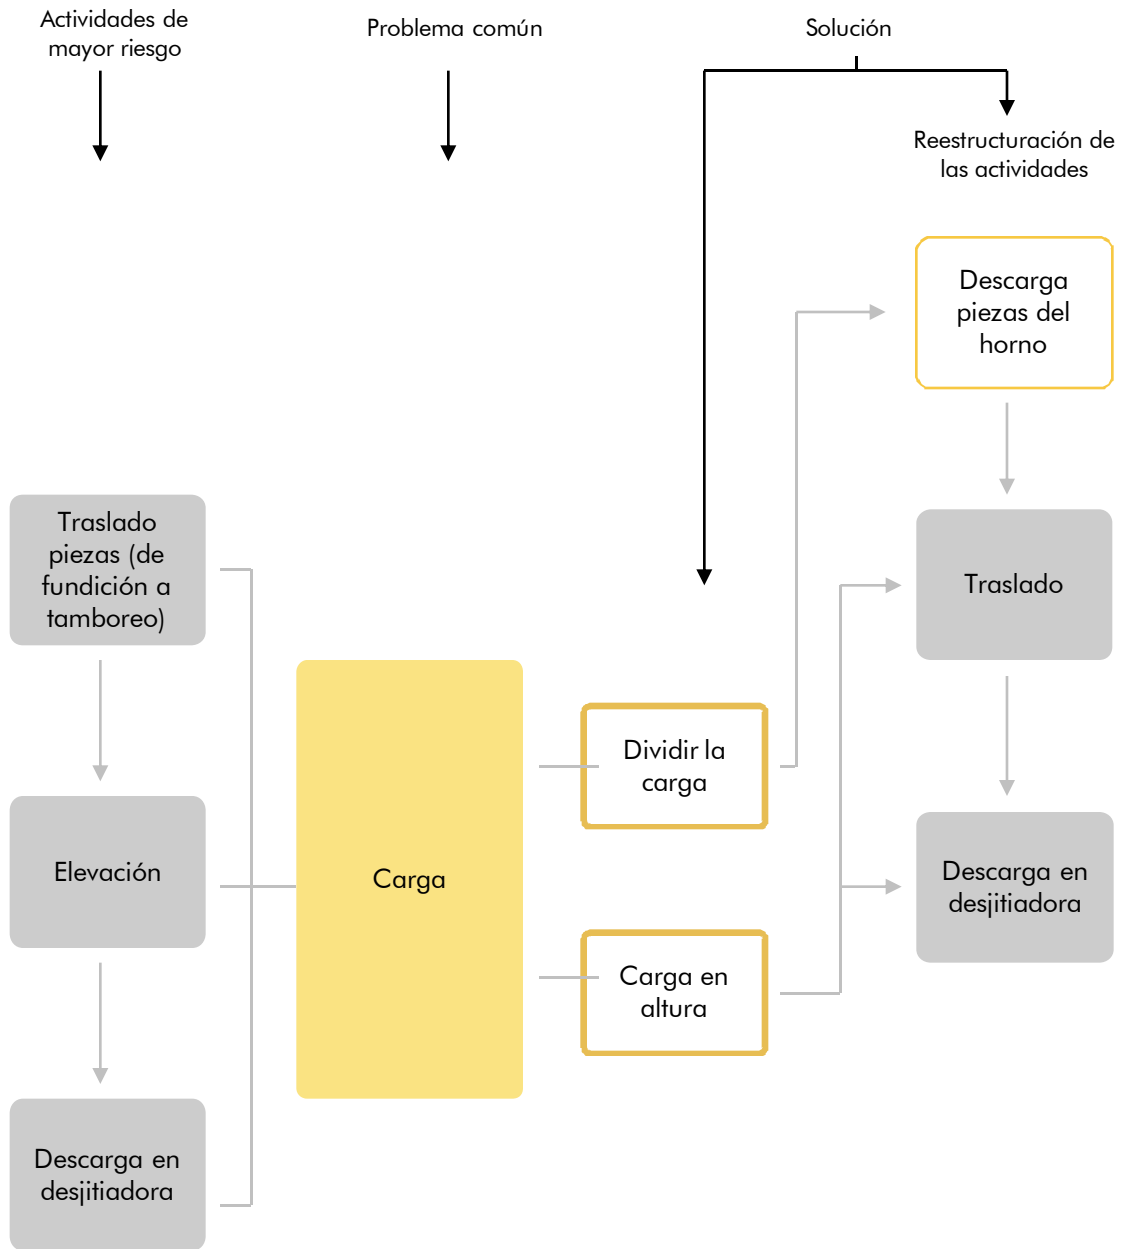 Actividades de
mayor riesgo
Problema común
Solución
Reestructuración de
las actividades
Descarga
piezas del
horno
Traslado
piezas (de
fundición a
tamboreo)
Traslado
Dividir la
carga
Elevación
Carga
Descarga en
desjitiadora
Carga en
altura
Descarga en
desjitiadora